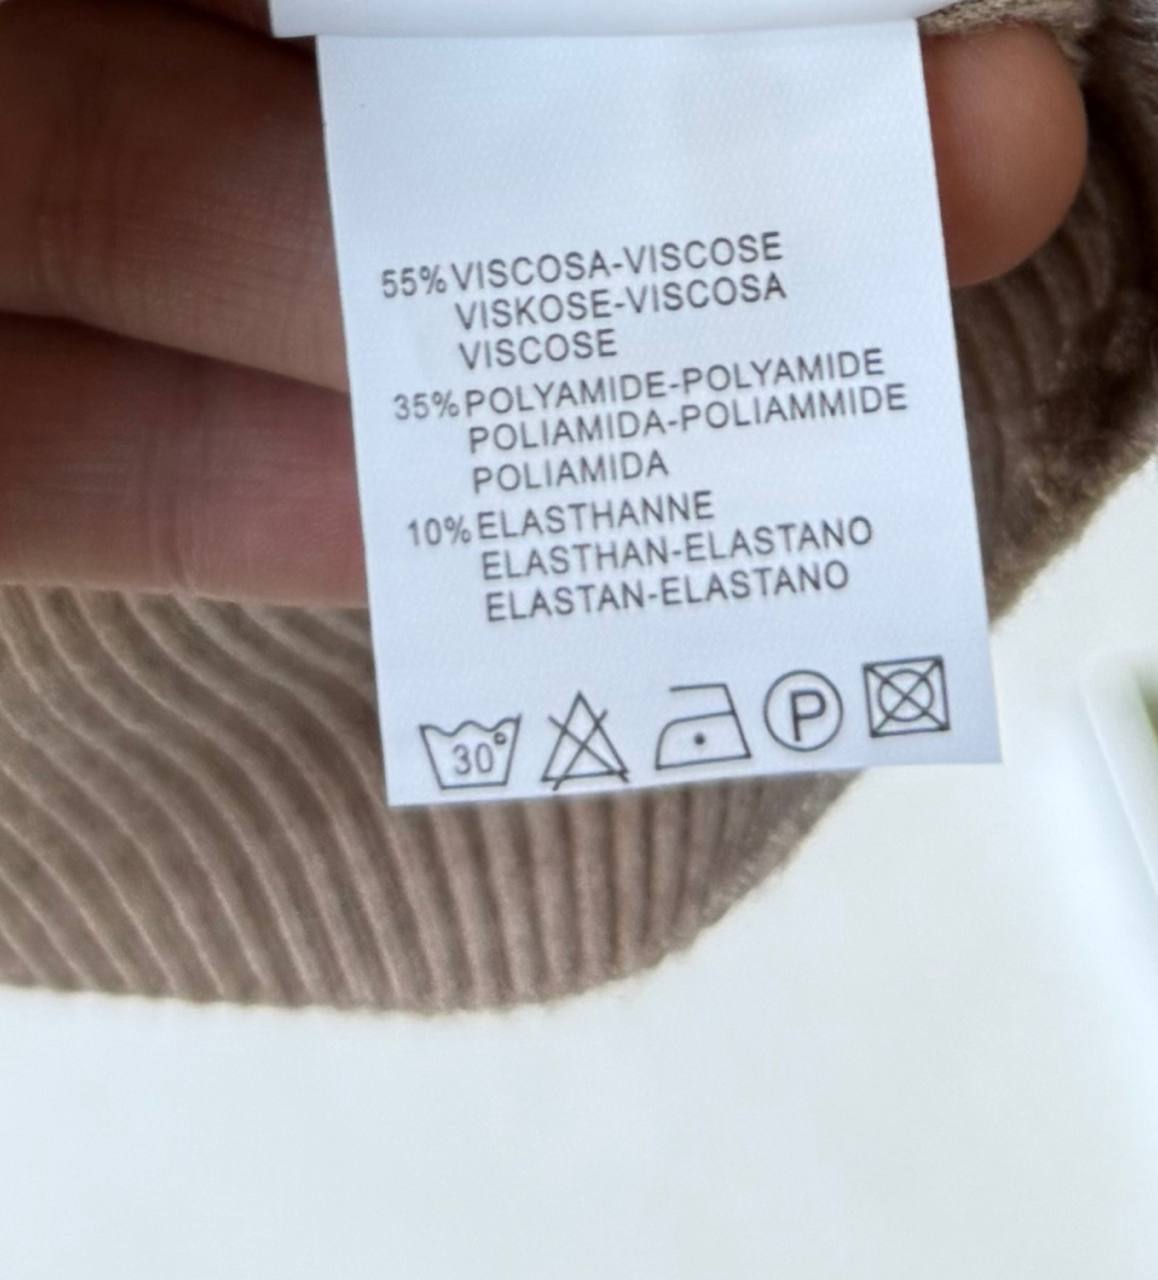 55% VISCOSA-VISCOSE
VISKOSE-VISCOSA
VISCOSE
35% POLYAMIDE-POLYAMIDE
POLIAMIDA-POLIAMMIDE
POLIAMIDA
10% ELASTHANNE
ELASTHAN-ELASTANO
ELASTAN-ELASTANO
30° P